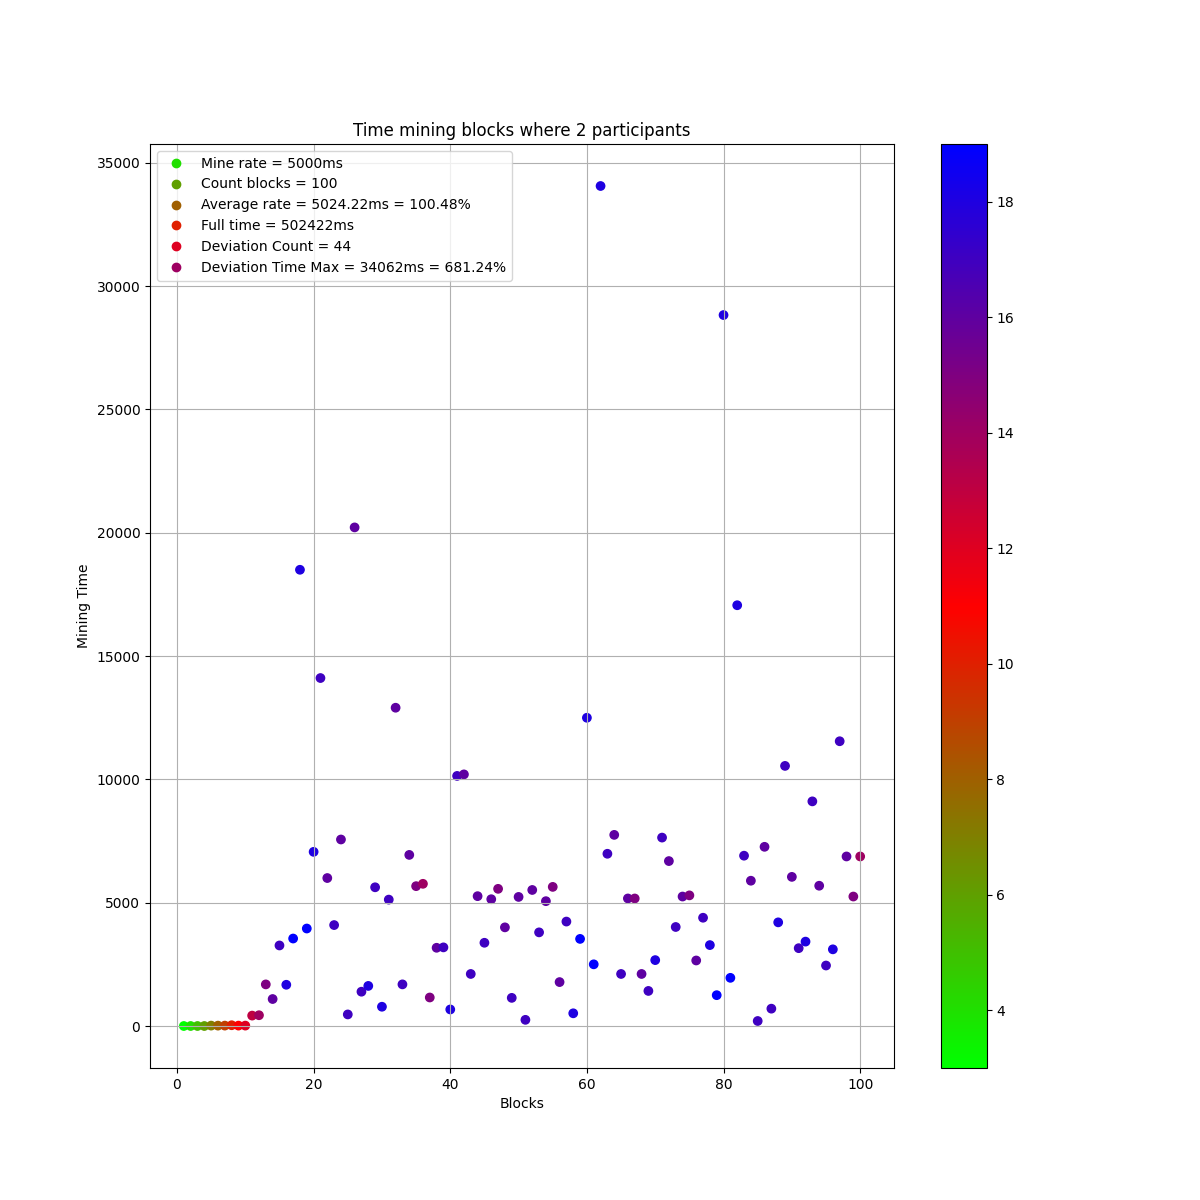 Time mining blocks where 2 participants
Mine rate = 5000ms
Count blocks = 100
Average rate = 5024.22ms = 100.48%
Full time = 502422ms
Deviation Count = 44
Deviation Time Max = 34062ms = 681.24%
35000
30000
25000
20000
15000
10000
5000
0
Mining Time
0 20 40 60 80 100
Blocks
18
16
14
12
10
8
6
4